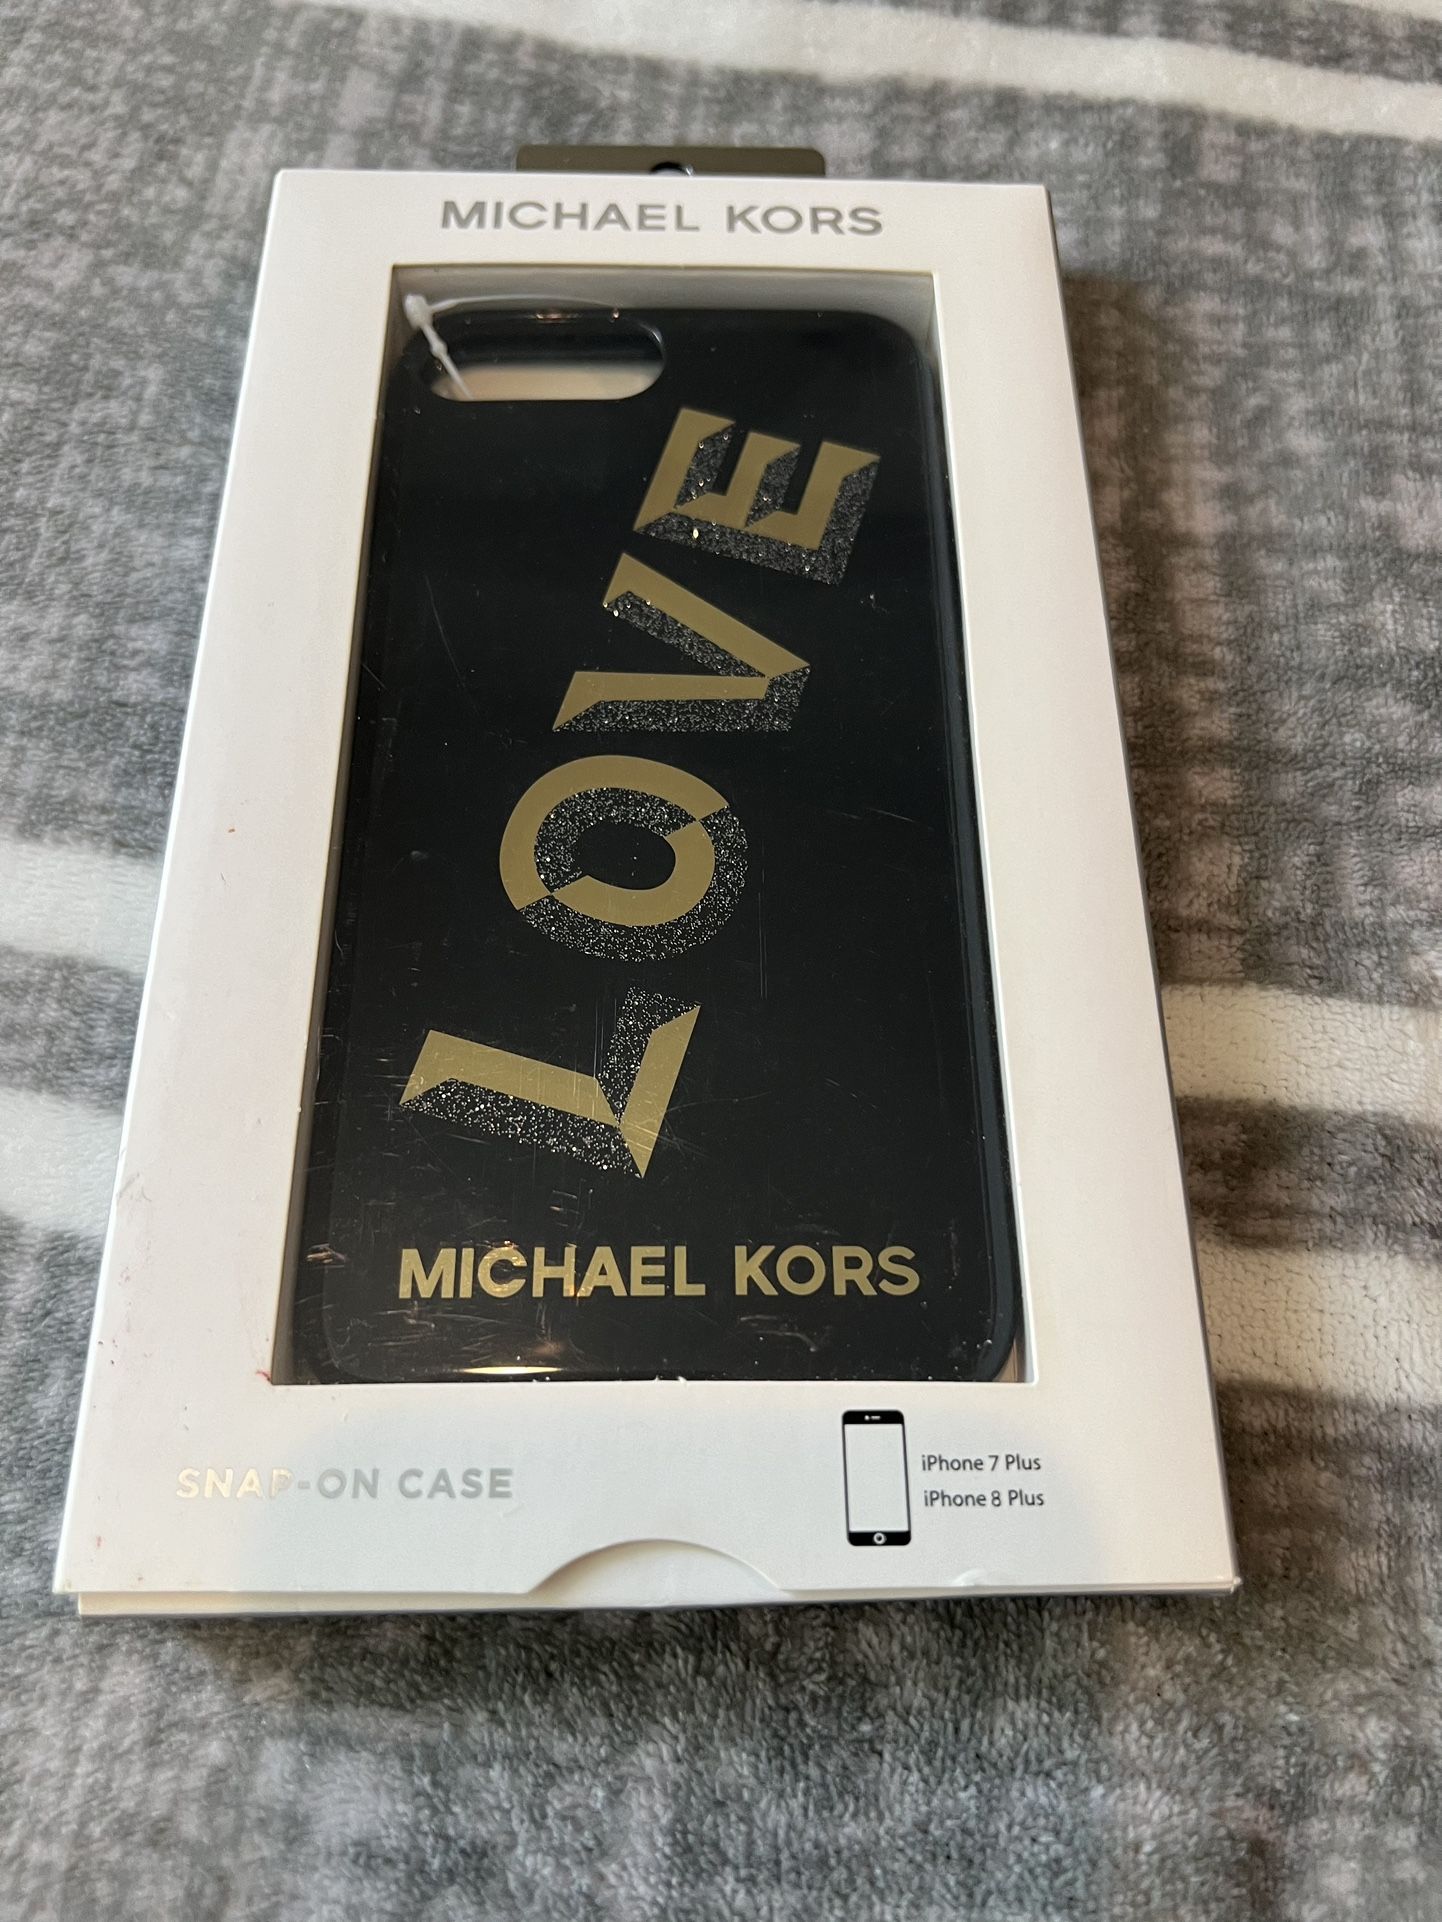 MICHAEL KORS
LOVE
MICHAEL KORS
SNAP-ON CASE
iPhone 7 Plus
iPhone 8 Plus